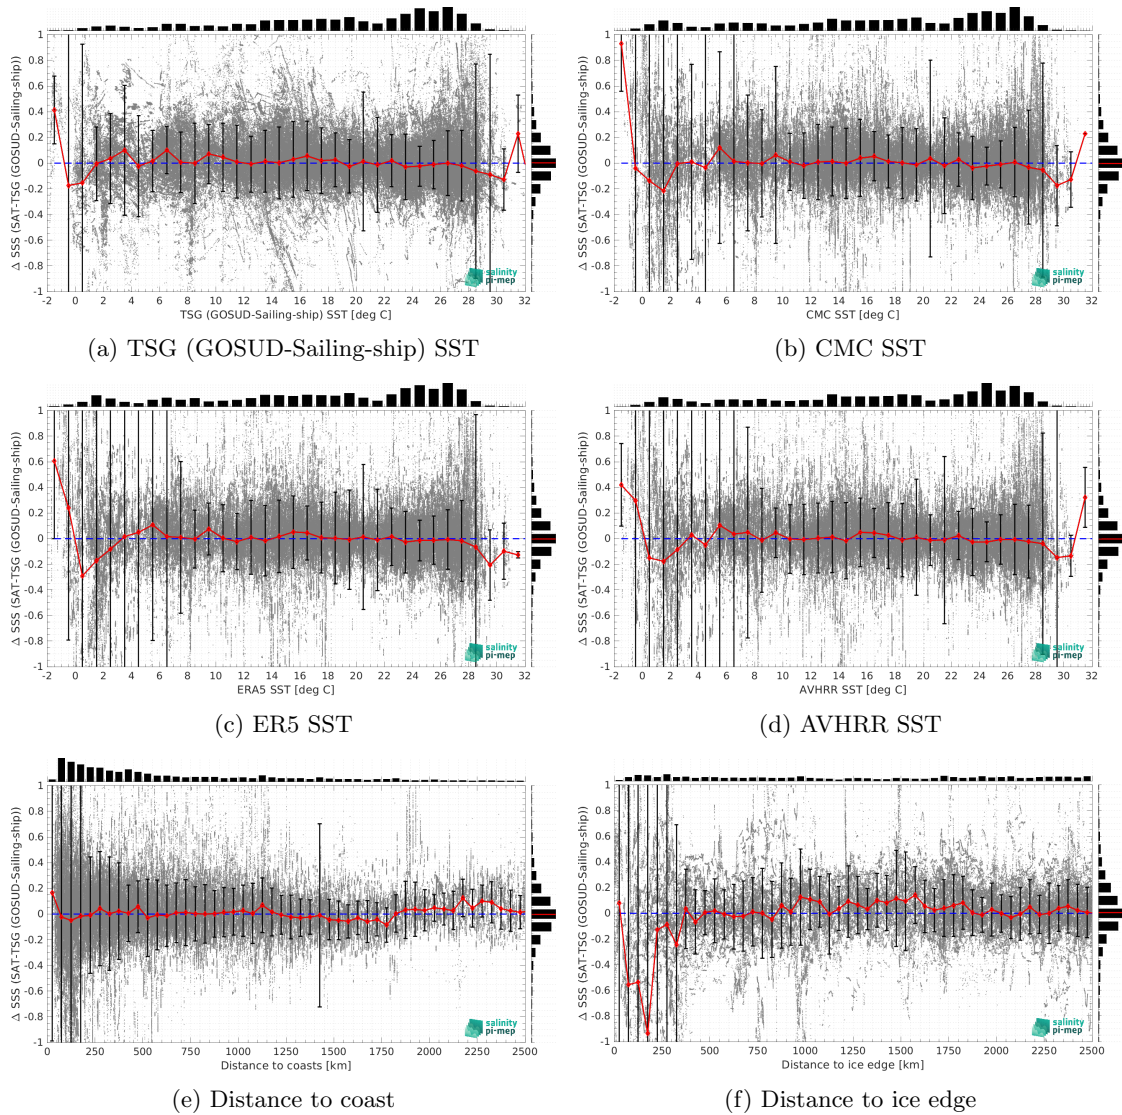 1
0.8
0.6
0.4
0.2
0
-0.2
-0.4
-0.6
-0.8
-1
Δ SSS (SAT-TSG (GOSUD-Sailing-ship))
-2 0 2 4 6 8 10 12 14 16 18 20 22 24 26 28 30 32
TSG (GOSUD-Sailing-ship) SST [deg C]
salinity
pi-mep
(a) TSG (GOSUD-Sailing-ship) SST
1
0.8
0.6
0.4
0.2
0
-0.2
-0.4
-0.6
-0.8
-1
Δ SSS (SAT-TSG (GOSUD-Sailing-ship))
-2 0 2 4 6 8 10 12 14 16 18 20 22 24 26 28 30 32
CMC SST [deg C]
salinity
pi-mep
(b) CMC SST
1
0.8
0.6
0.4
0.2
0
-0.2
-0.4
-0.6
-0.8
-1
Δ SSS (SAT-TSG (GOSUD-Sailing-ship))
-2 0 2 4 6 8 10 12 14 16 18 20 22 24 26 28 30 32
ERA5 SST [deg C]
salinity
pi-mep
(c) ER5 SST
1
0.8
0.6
0.4
0.2
0
-0.2
-0.4
-0.6
-0.8
-1
Δ SSS (SAT-TSG (GOSUD-Sailing-ship))
-2 0 2 4 6 8 10 12 14 16 18 20 22 24 26 28 30 32
AVHRR SST [deg C]
salinity
pi-mep
(d) AVHRR SST
1
0.8
0.6
0.4
0.2
0
-0.2
-0.4
-0.6
-0.8
-1
Δ SSS (SAT-TSG (GOSUD-Sailing-ship))
0 250 500 750 1000 1250 1500 1750 2000 2250 2500
Distance to coasts [km]
salinity
pi-mep
(e) Distance to coast
1
0.8
0.6
0.4
0.2
0
-0.2
-0.4
-0.6
-0.8
-1
Δ SSS (SAT-TSG (GOSUD-Sailing-ship))
0 250 500 750 1000 1250 1500 1750 2000 2250 2500
Distance to ice edge [km]
salinity
pi-mep
(f) Distance to ice edge